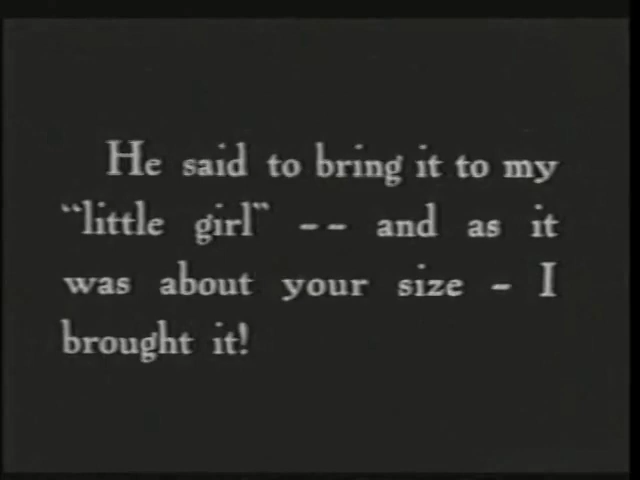 He said to bring it to my
“little girl” -- and as it
was about your size - I
brought it!